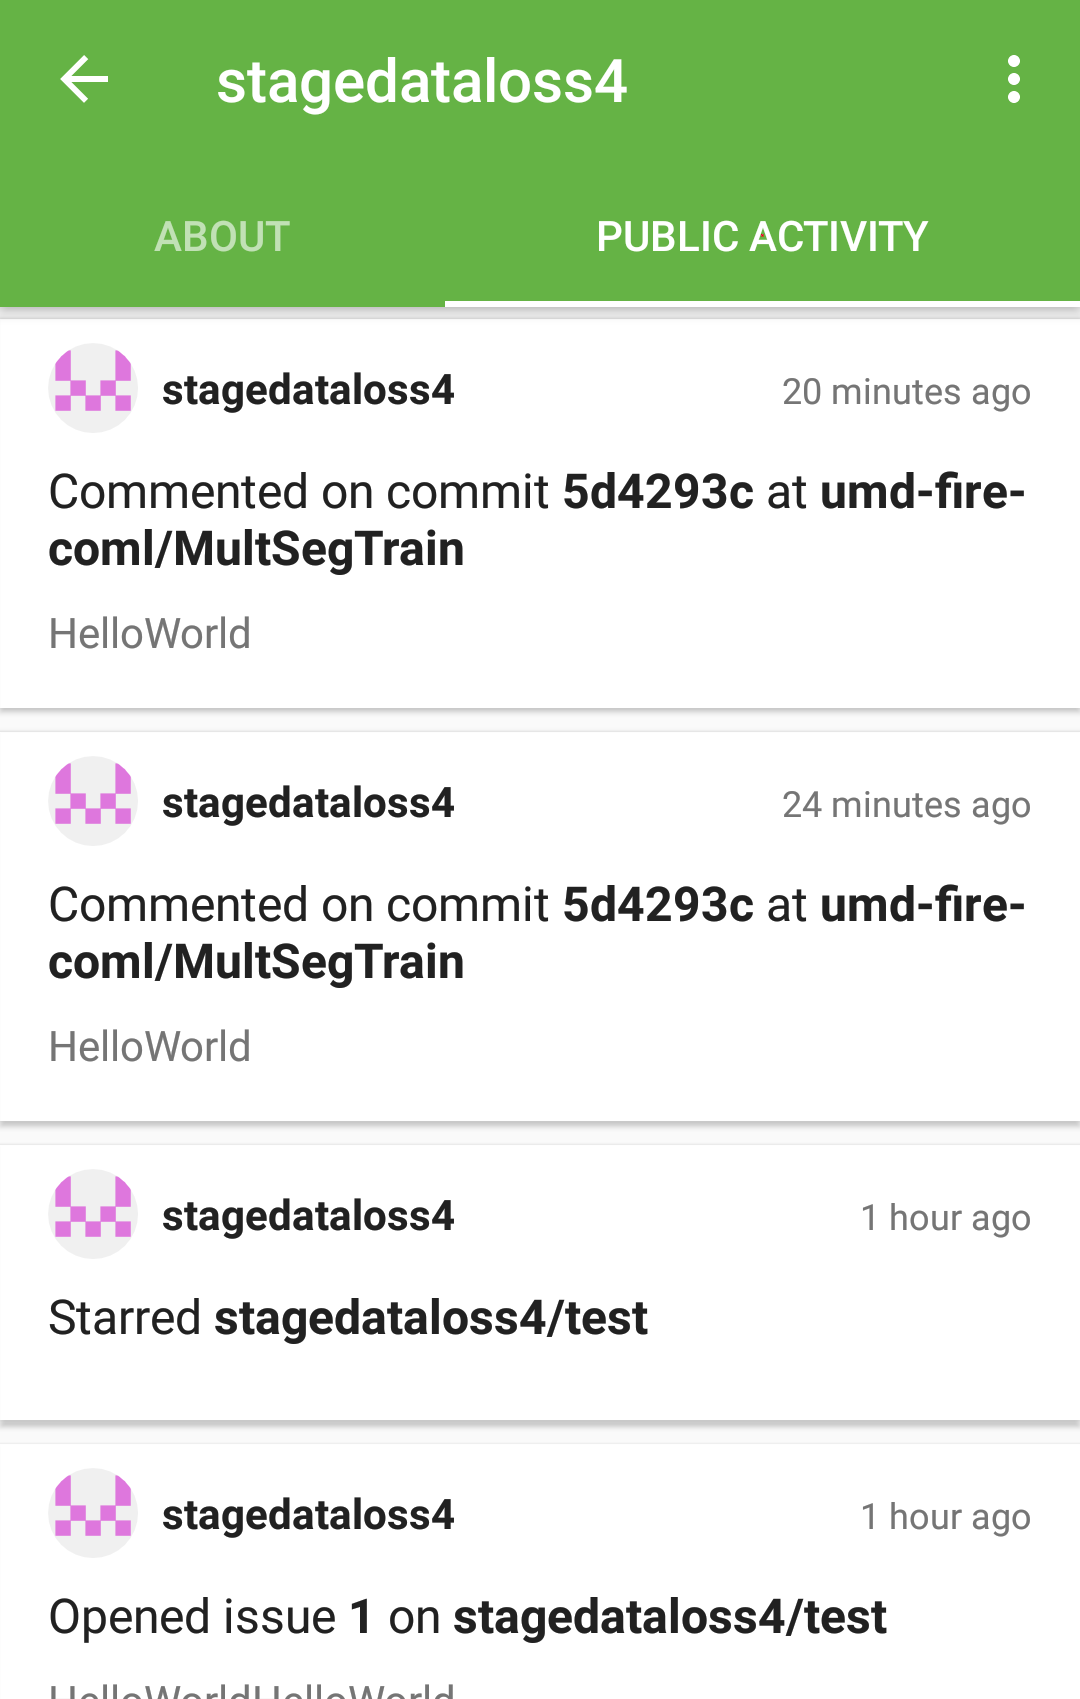 stagedataloss4
ABOUT
PUBLIC ACTIVITY
stagedataloss4
20 minutes ago
Commented on commit 5d4293c at umd-fire-
coml/MultSegTrain
HelloWorld
stagedataloss4
24 minutes ago
Commented on commit 5d4293c at umd-fire-
coml/MultSegTrain
HelloWorld
stagedataloss4
1 hour ago
Starred stagedataloss4/test
stagedataloss4
1 hour ago
Opened issue 1 on stagedataloss4/test
HelloWorldHelloWorld